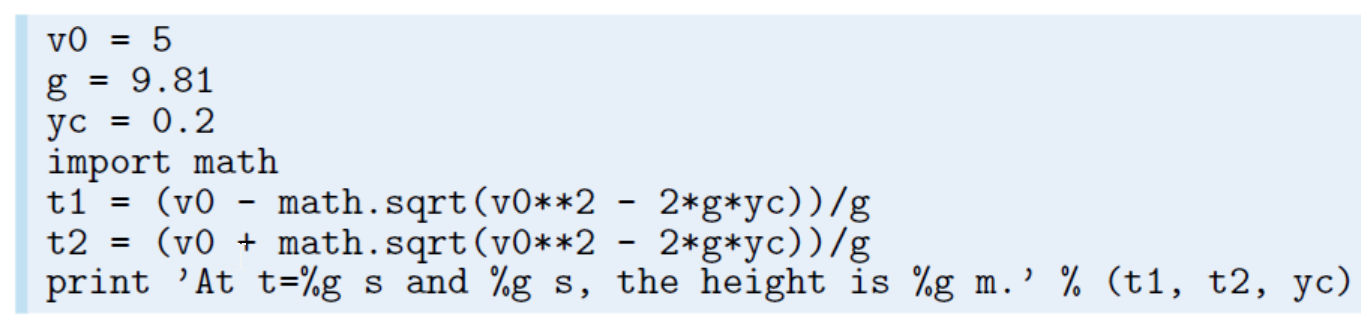 v0 = 5
g = 9.81
yc = 0.2
import math
t1 = (v0 - math.sqrt(v0**2 - 2*g*yc))/g
t2 = (v0 + math.sqrt(v0**2 - 2*g*yc))/g
print ’At t=%g s and %g s, the height is %g m.’ % (t1, t2, yc)